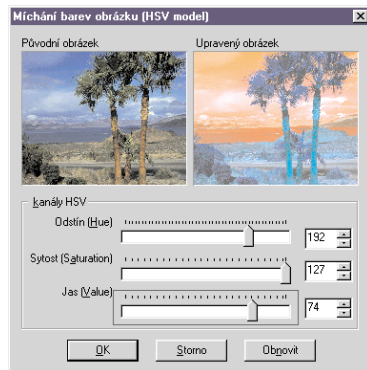 Míchání barev obrázku (HSV model)
Původní obrázek
Upravený obrázek
kanály HSV
Odstín (Hue)
192
Sytost (Saturation)
127
Jas (Value)
74
OK
Storno
Obnovit